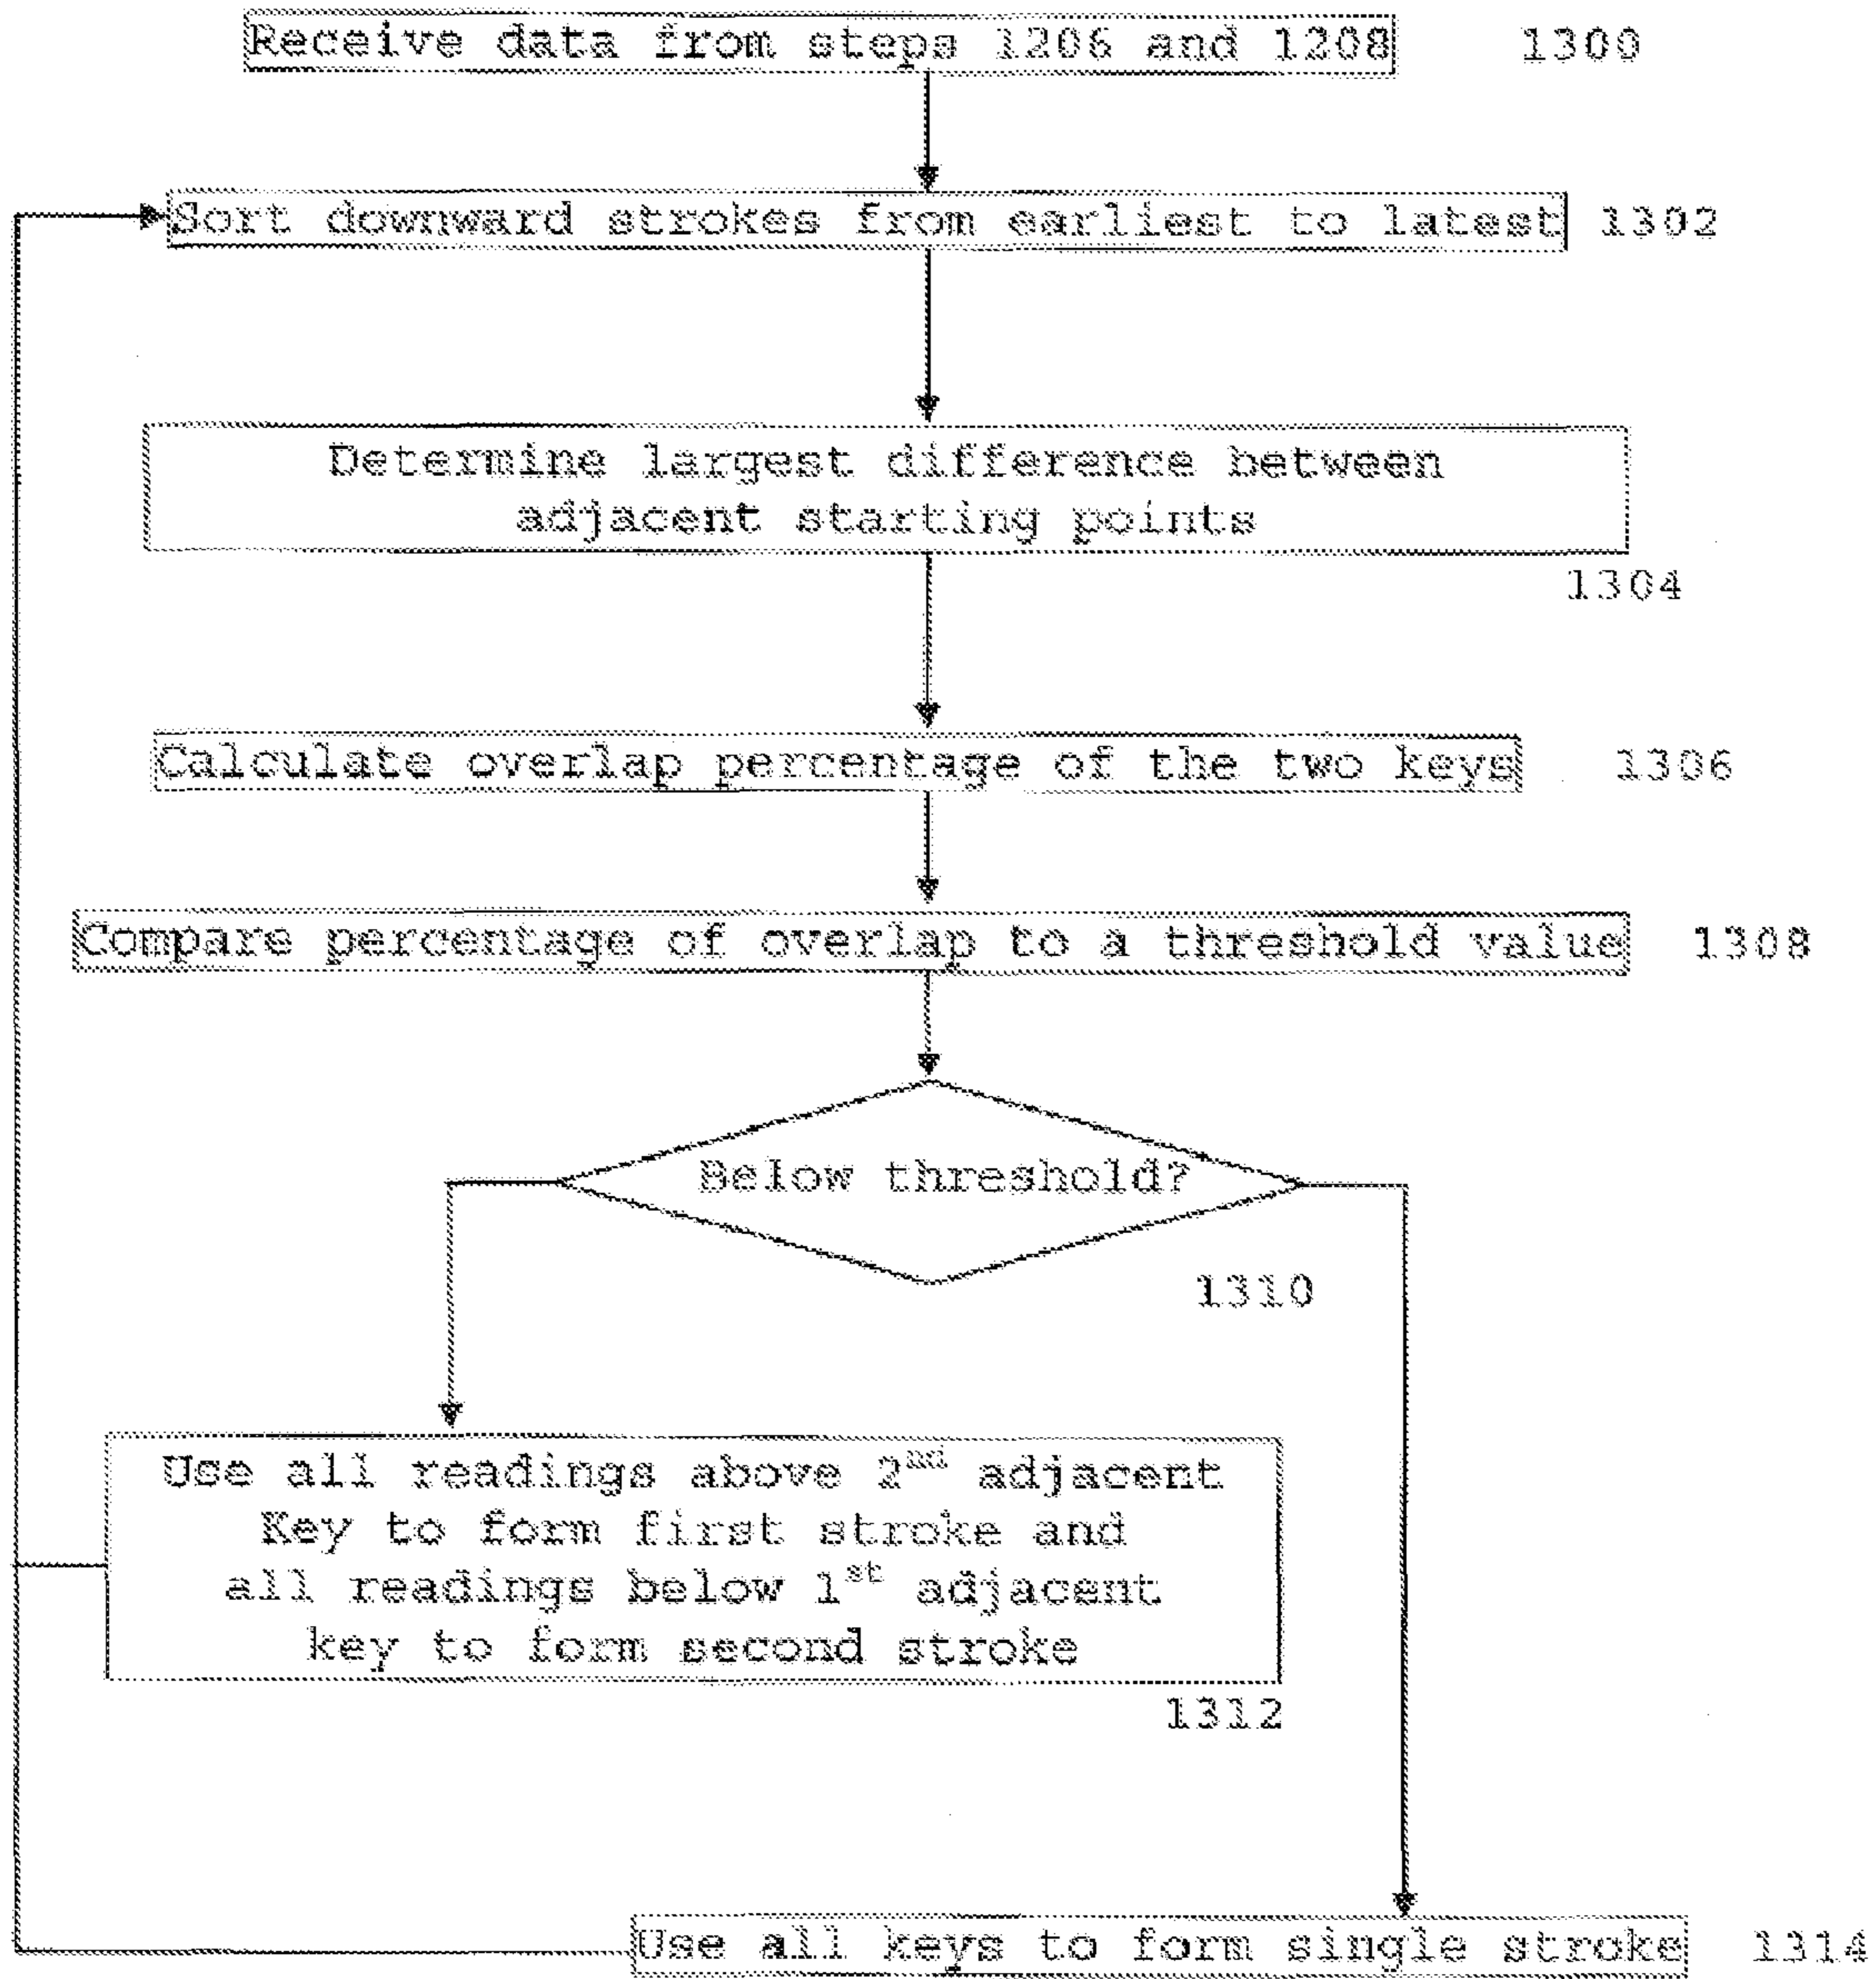 Receive data from steps 1206 and 1208 1300
Sort downward strokes from earliest to latest 1302
Determine largest difference between
adjacent starting points
1304
Calculate overlap percentage of the two keys 1306
Compare percentage of overlap to a threshold value 1308
Below threshold?
1310
Use all readings above 2nd adjacent
Key to form first stroke and
all readings below 1st adjacent
key to form second stroke
1312
Use all keys to form single stroke 1314